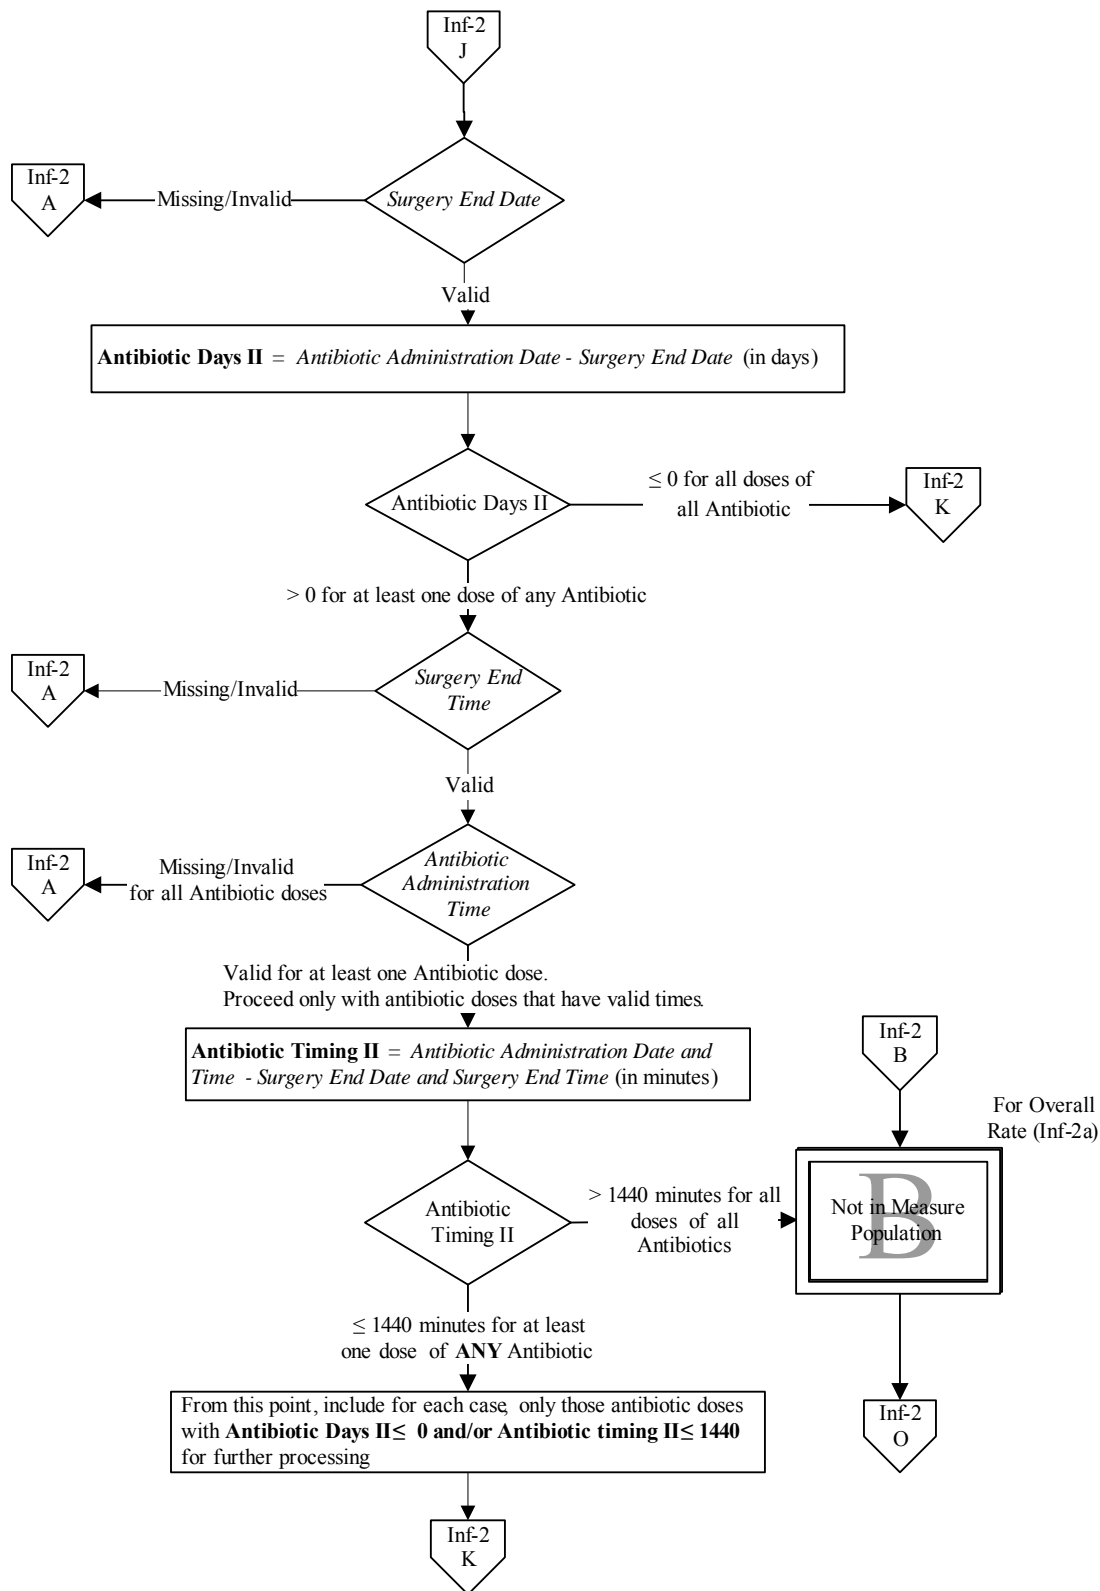 Inf-2
J
Inf-2
A
Missing/Invalid
Surgery End Date
Valid
Antibiotic Days II = Antibiotic Administration Date - Surgery End Date (in days)
Antibiotic Days II
≤ 0 for all doses of
all Antibiotic
Inf-2
K
> 0 for at least one dose of any Antibiotic
Inf-2
A
Missing/Invalid
Surgery End
Time
Valid
Inf-2
A
Missing/Invalid
for all Antibiotic doses
Antibiotic
Administration
Time
Valid for at least one Antibiotic dose.
Proceed only with antibiotic doses that have valid times.
Antibiotic Timing II = Antibiotic Administration Date and
Time - Surgery End Date and Surgery End Time (in minutes)
Inf-2
B
For Overall
Rate (Inf-2a)
Antibiotic
Timing II
> 1440 minutes for all
doses of all
Antibiotics
B
Not in Measure
Population
≤ 1440 minutes for at least
one dose of ANY Antibiotic
From this point, include for each case, only those antibiotic doses
with Antibiotic Days II≤ 0 and/or Antibiotic timing II≤ 1440
for further processing
Inf-2
O
Inf-2
K